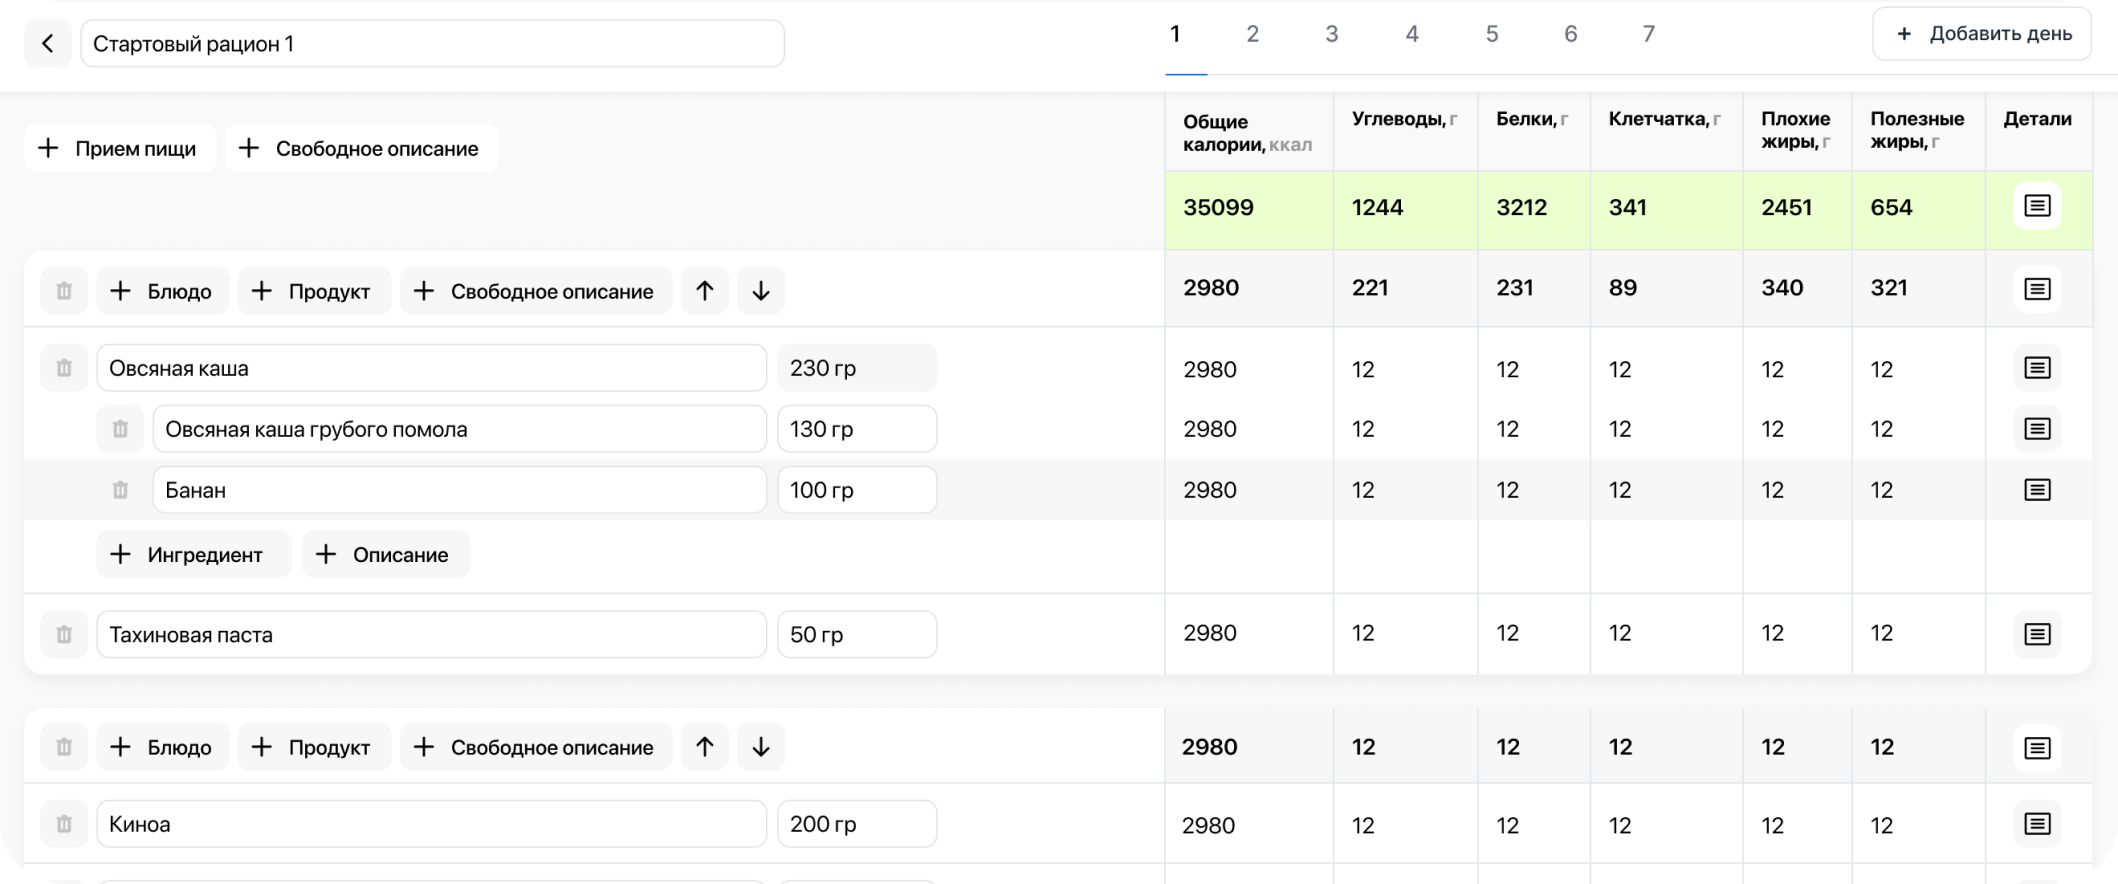 Стартовый рацион 1
1 2 3 4 5 6 7
+ Добавить день
+ Прием пищи + Свободное описание
Общие калории, ккал Углеводы, г Белки, г Клетчатка, г Плохие жиры, г Полезные жиры, г Детали
35099 1244 3212 341 2451 654
+ Блюдо + Продукт + Свободное описание 2980 221 231 89 340 321
Овсяная каша 230 гр 2980 12 12 12 12 12
Овсяная каша грубого помола 130 гр 2980 12 12 12 12 12
Банан 100 гр 2980 12 12 12 12 12
+ Ингредиент + Описание
Тахиновая паста 50 гр 2980 12 12 12 12 12
+ Блюдо + Продукт + Свободное описание 2980 12 12 12 12 12
Киноа 200 гр 2980 12 12 12 12 12